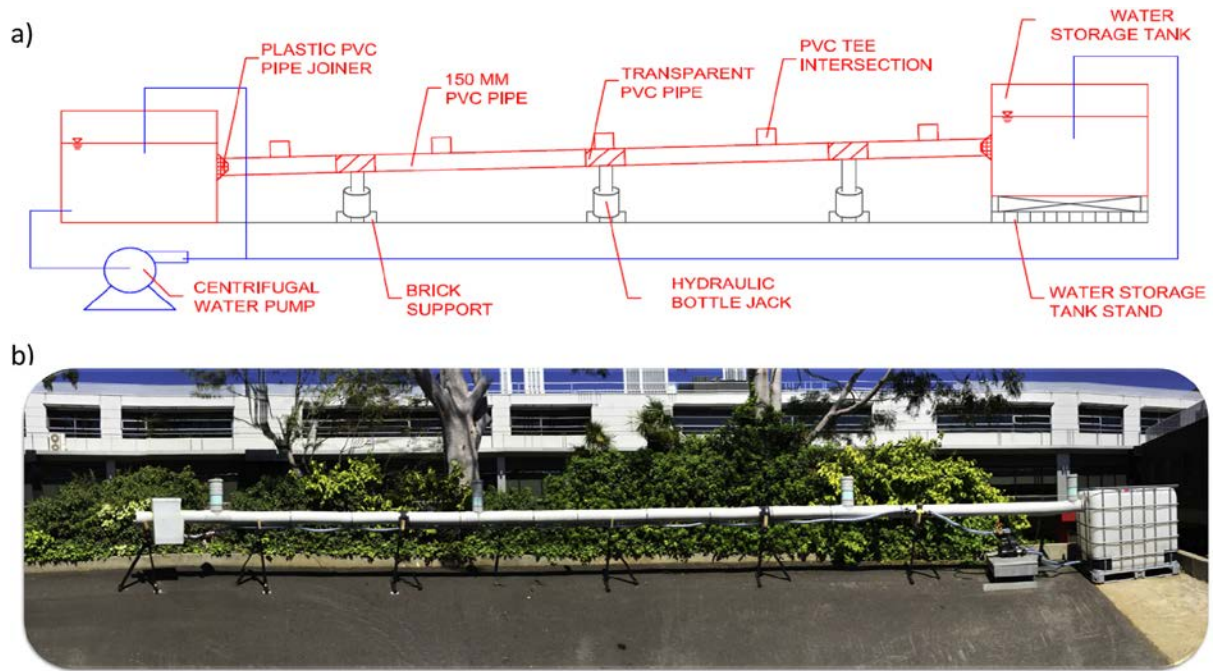 a)
PLASTIC PVC
PIPE JOINER
150 MM
PVC PIPE
TRANSPARENT
PVC PIPE
PVC TEE
INTERSECTION
WATER
STORAGE TANK
CENTRIFUGAL
WATER PUMP
BRICK
SUPPORT
HYDRAULIC
BOTTLE JACK
WATER STORAGE
TANK STAND
b)